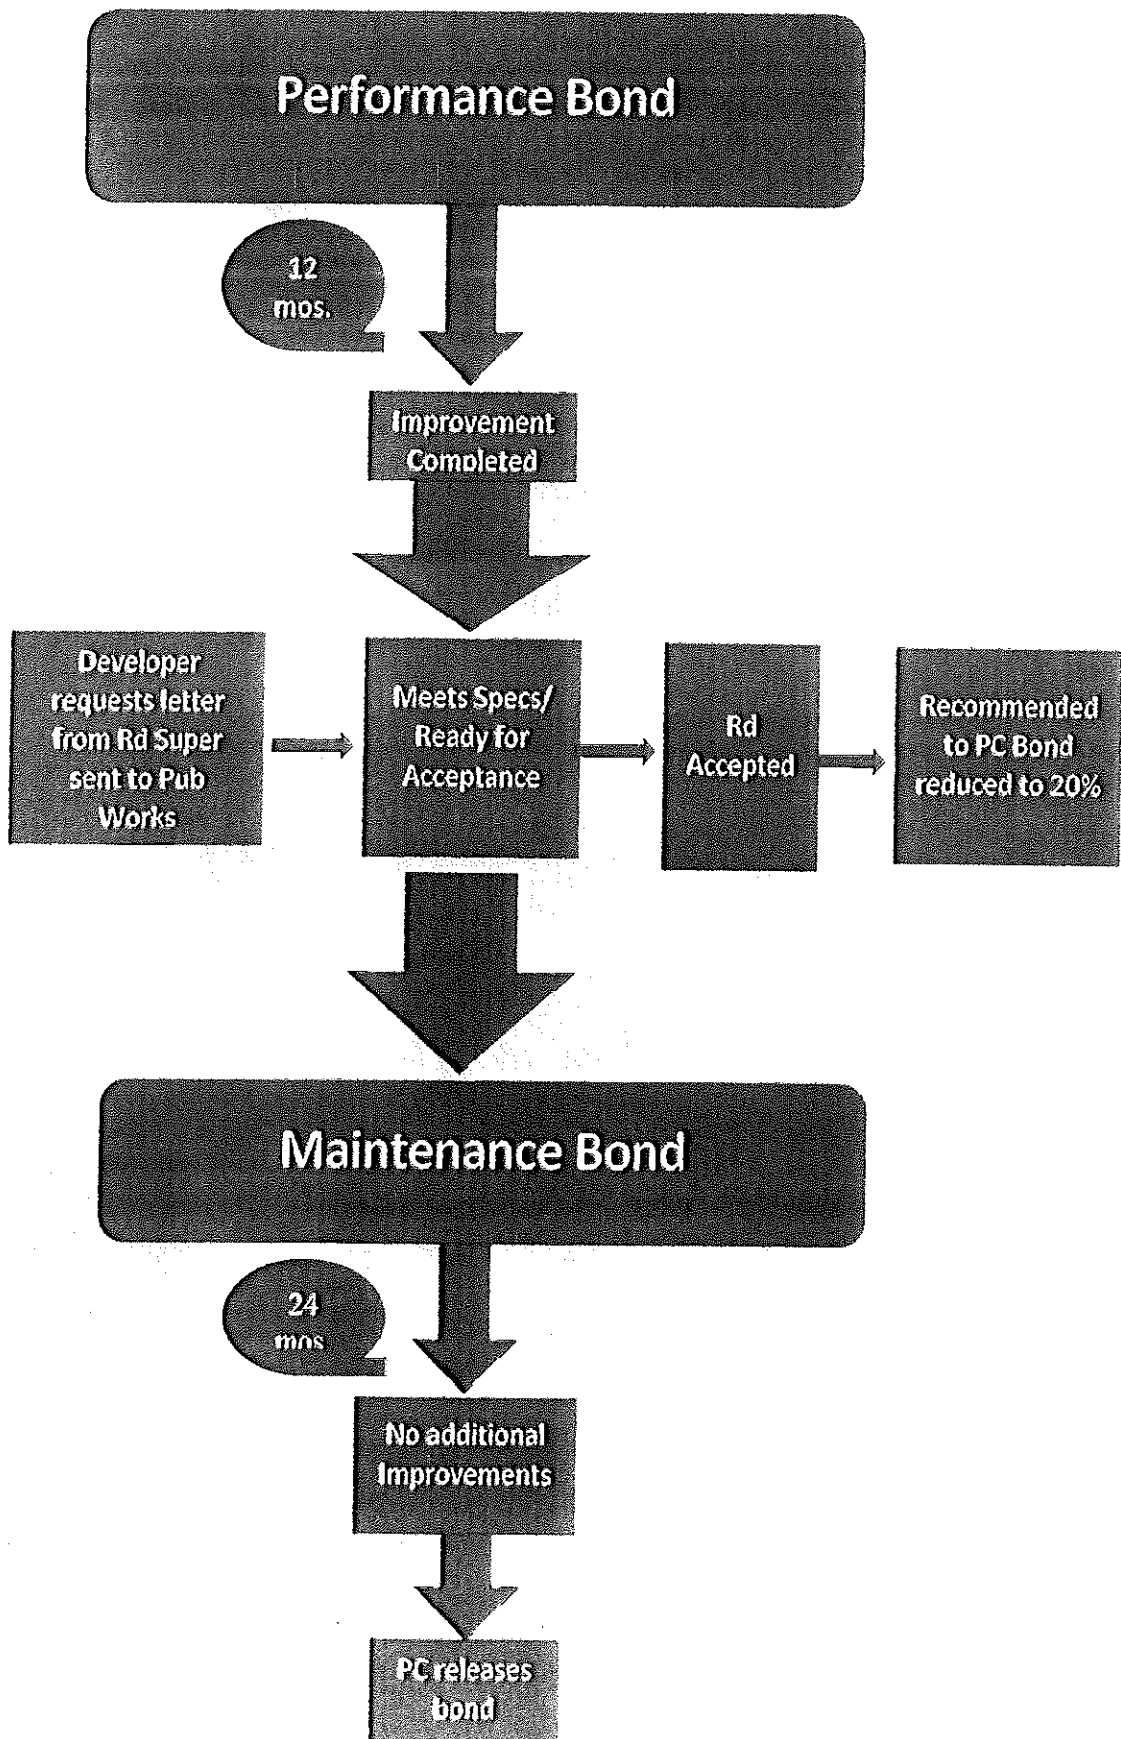 Performance Bond
12
mos.
Improvement
Completed
Developer
requests letter
from Rd Super
sent to Pub
Works
Meets Specs/
Ready for
Acceptance
Rd
Accepted
Recommended
to PC Bond
reduced to 20%
Maintenance Bond
24
mos
No additional
Improvements
PC releases
bond